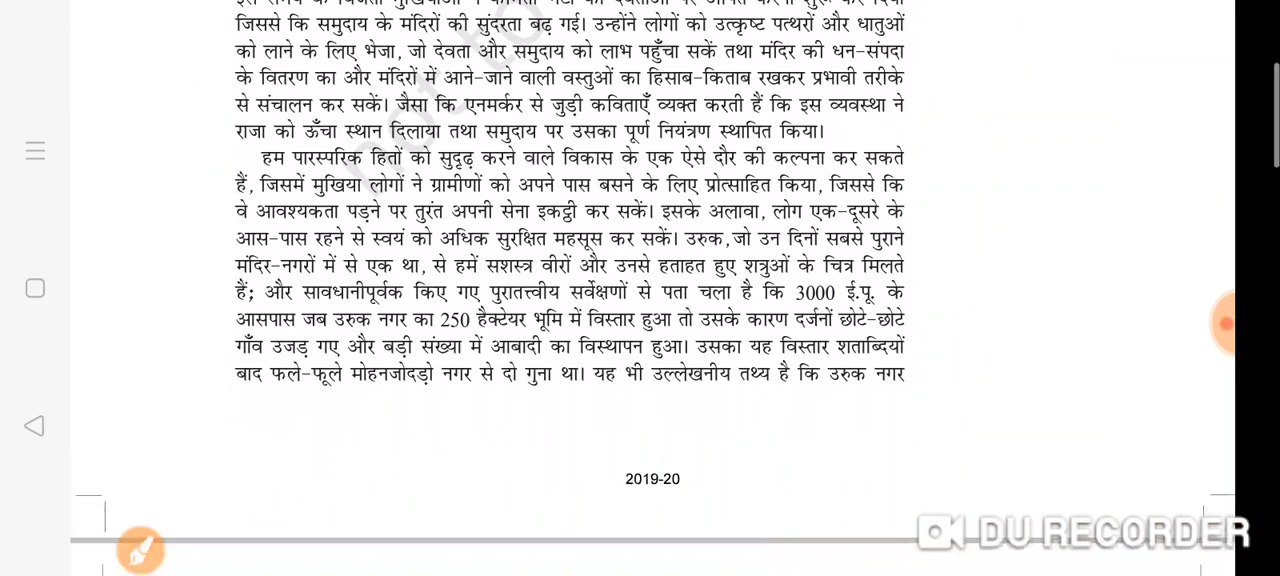 जिससे कि समुदाय के मंदिरों की सुंदरता बढ़ गई। उन्होंने लोगों को उत्कृष्ट पत्थरों और धातुओं
को लाने के लिए भेजा, जो देवता और समुदाय को लाभ पहुँचा सकें तथा मंदिर की धन-संपदा
के वितरण का और मंदिरों में आने-जाने वाली वस्तुओं का हिसाब-किताब रखकर प्रभावी तरीके
से संचालन कर सकें। जैसा कि एनमर्कर से जुड़ी कविताएँ व्यक्त करती हैं कि इस व्यवस्था ने
राजा को ऊँचा स्थान दिलाया तथा समुदाय पर उसका पूर्ण नियंत्रण स्थापित किया।
हम पारस्परिक हितों को सुदृढ़ करने वाले विकास के एक ऐसे दौर की कल्पना कर सकते
हैं, जिसमें मुखिया लोगों ने ग्रामीणों को अपने पास बसने के लिए प्रोत्साहित किया, जिससे कि
वे आवश्यकता पड़ने पर तुरंत अपनी सेना इकट्ठी कर सकें। इसके अलावा, लोग एक-दूसरे के
आस-पास रहने से स्वयं को अधिक सुरक्षित महसूस कर सकें। उरुक, जो उन दिनों सबसे पुराने
मंदिर-नगरों में से एक था, से हमें सशस्त्र वीरों और उनसे हताहत हुए शत्रुओं के चित्र मिलते
हैं; और सावधानीपूर्वक किए गए पुरातत्त्वीय सर्वेक्षणों से पता चला है कि 3000 ई.पू. के
आसपास जब उरुक नगर का 250 हैक्टेयर भूमि में विस्तार हुआ तो उसके कारण दर्जनों छोटे-छोटे
गाँव उजड़ गए और बड़ी संख्या में आबादी का विस्थापन हुआ। उसका यह विस्तार शताब्दियों
बाद फले-फूले मोहनजोदड़ो नगर से दो गुना था। यह भी उल्लेखनीय तथ्य है कि उरुक नगर
2019-20
DU RECORDER
not to